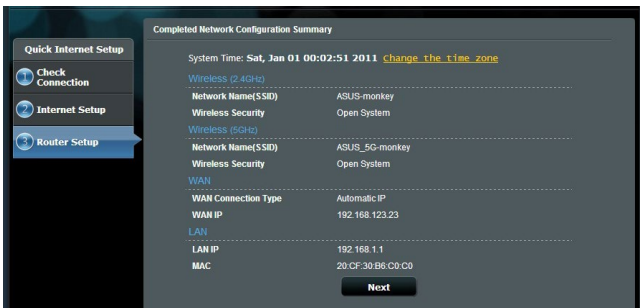 Completed Network Configuration Summary
Quick Internet Setup
1 Check Connection
2 Internet Setup
3 Router Setup
System Time: Sat, Jan 01 00:02:51 2011 Change the time zone
Wireless (2.4GHz)
Network Name(SSID) ASUS-monkey
Wireless Security Open System
Wireless (5GHz)
Network Name(SSID) ASUS_5G-monkey
Wireless Security Open System
WAN
WAN Connection Type Automatic IP
WAN IP 192.168.123.23
LAN
LAN IP 192.168.1.1
MAC 20:CF:30:B6:C0:C0
Next